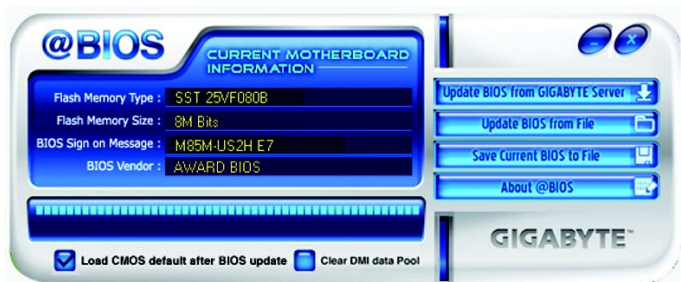 @BIOS
CURRENT MOTHERBOARD
INFORMATION
Flash Memory Type : SST 25VF080B
Flash Memory Size : 8M Bits
BIOS Sign on Message : M85M-US2H E7
BIOS Vendor : AWARD BIOS
Load CMOS default after BIOS update
Clear DMI data Pool
Update BIOS from GIGABYTE Server
Update BIOS from File
Save Current BIOS to File
About @BIOS
GIGABYTE™